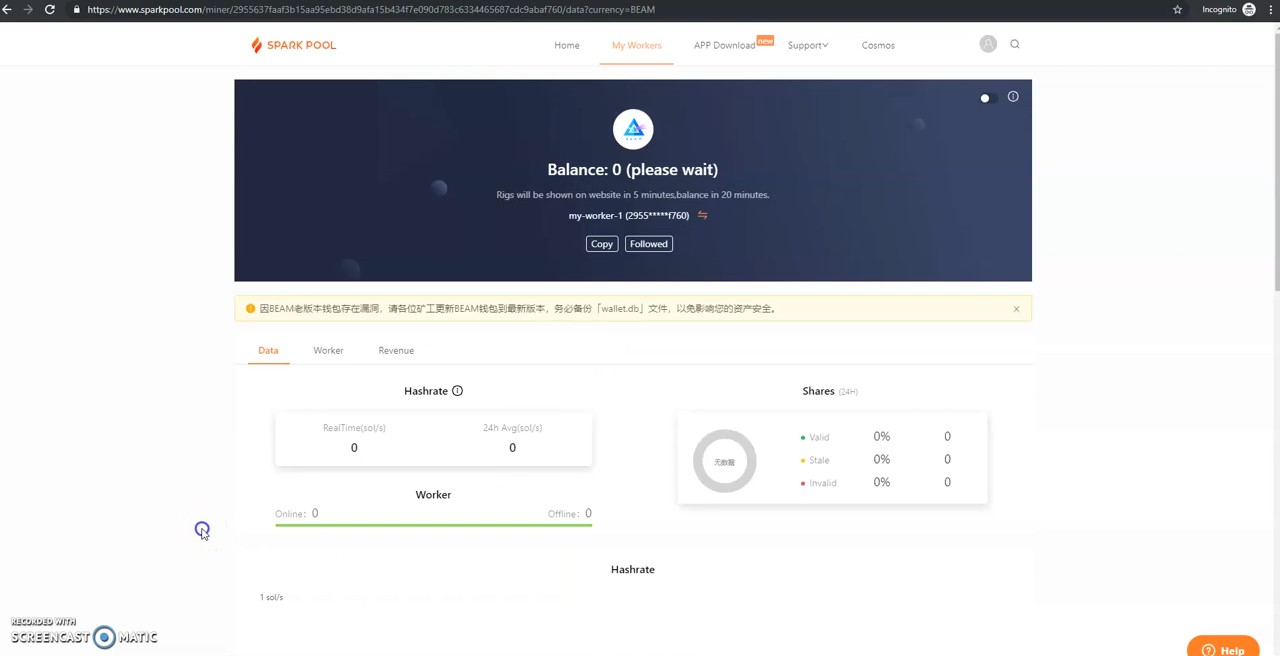 https://www.sparkpool.com/miner/2955637faaf3b15aa95ebd38d9afa15b434f7e090d783c6334465687cdc9abaf760/data?currency=BEAM
Incognito
SPARK POOL
Home
My Workers
APP Download
new
Support
Cosmos
Balance: 0 (please wait)
Rigs will be shown on website in 5 minutes,balance in 20 minutes.
my-worker-1 (2955*****f760)
Copy
Followed
因BEAM老版本钱包存在漏洞，请各位矿工更新BEAM钱包到最新版本，务必备份「wallet.db」文件，以免影响您的资产安全。
Data
Worker
Revenue
Hashrate
RealTime(sol/s)
24h Avg(sol/s)
0
0
Worker
Online: 0
Offline: 0
Shares (24H)
无数据
Valid 0% 0
Stale 0% 0
Invalid 0% 0
Hashrate
1 sol/s
RECORDED WITH
SCREENCAST MATIC
Help